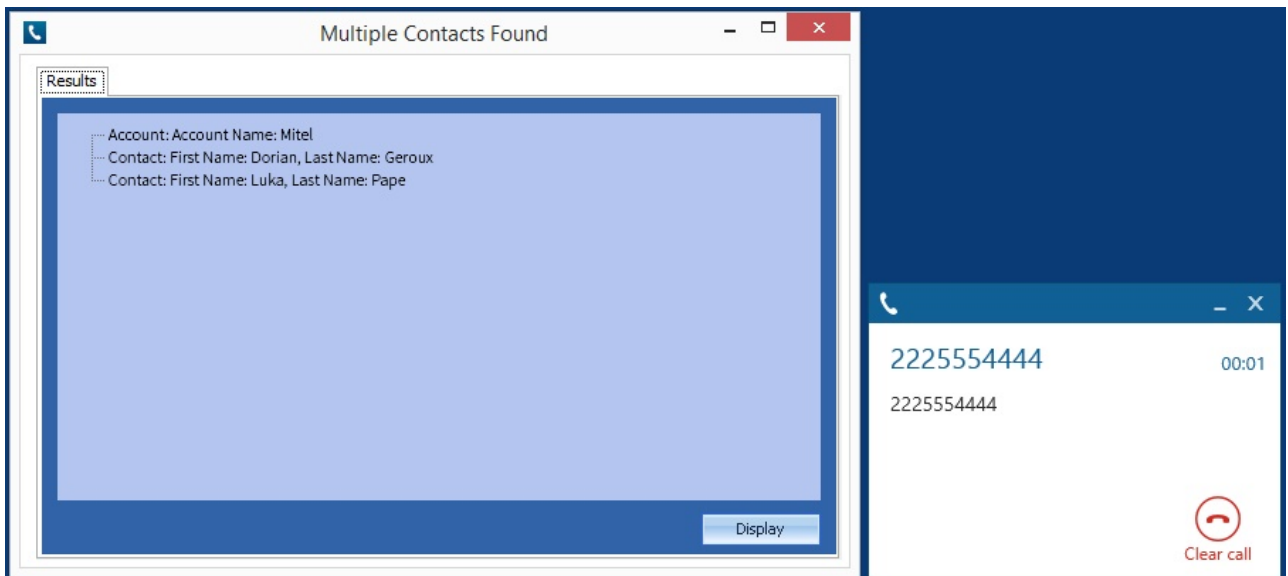 Multiple Contacts Found
Results
Account: Account Name: Mitel
Contact: First Name: Dorian, Last Name: Geroux
Contact: First Name: Luka, Last Name: Pape
Display
2225554444 00:01
2225554444
Clear call